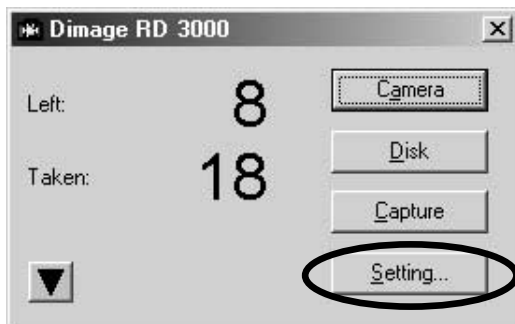 Dimage RD 3000
Left:
8
Camera
Disk
Taken:
18
Capture
Setting...